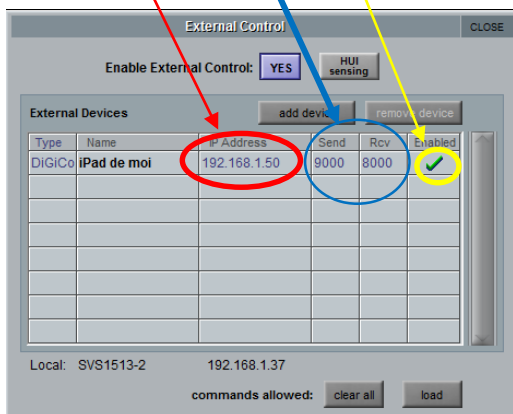 External Control CLOSE
Enable External Control: YES HUI sensing
External Devices add device remove device
Type Name IP Address Send Rcv Enabled
DiGiCo iPad de moi 192.168.1.50 9000 8000
Local: SVS1513-2 192.168.1.37
commands allowed: clear all load